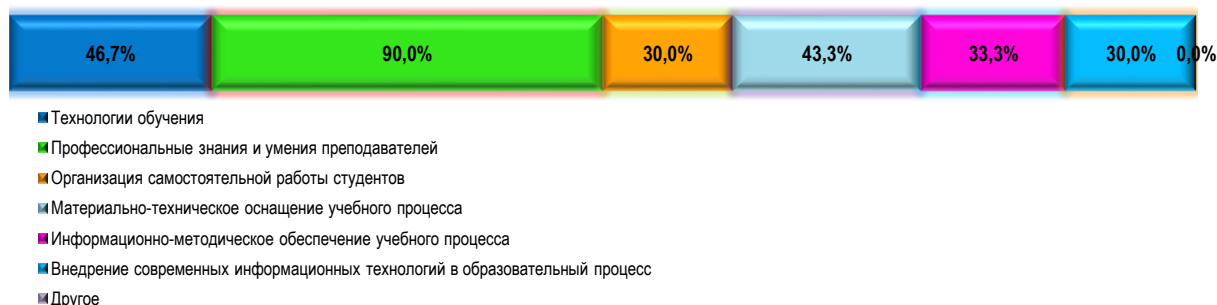 46,7% 90,0% 30,0% 43,3% 33,3% 30,0% 0,0%
Технологии обучения
Профессиональные знания и умения преподавателей
Организация самостоятельной работы студентов
Материально-техническое оснащение учебного процесса
Информационно-методическое обеспечение учебного процесса
Внедрение современных информационных технологий в образовательный процесс
Другое